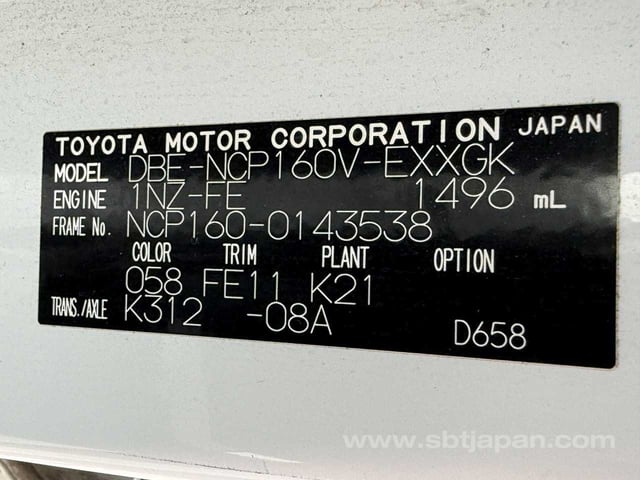 TOYOTA MOTOR CORPORATION JAPAN
MODEL DBE-NCP160V-EXXGK
ENGINE 1NZ-FE 1496 mL
FRAME No. NCP160-0143538
COLOR TRIM PLANT OPTION
058 FE11 K21
TRANS./AXLE K312 -08A
D658
www.sbtjapan.com